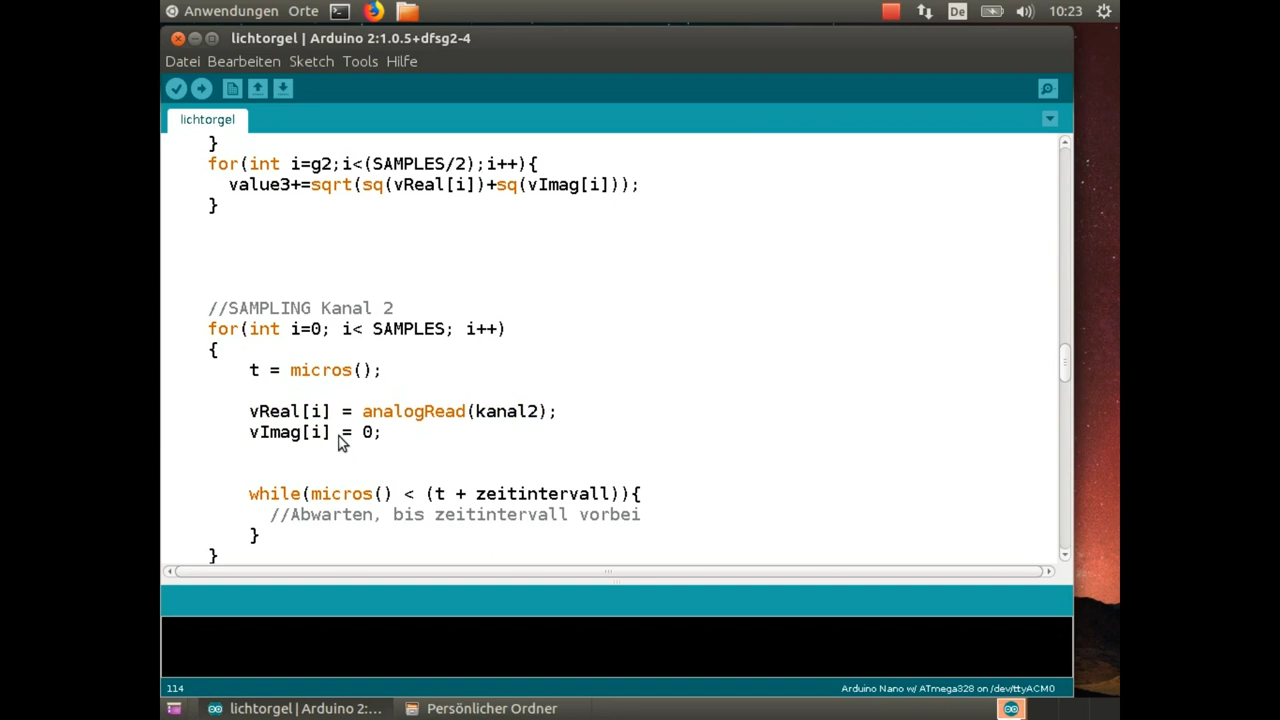 Anwendungen Orte De 10:23
lichtorgel | Arduino 2:1.0.5+dfsg2-4
Datei Bearbeiten Sketch Tools Hilfe
lichtorgel
}
for(int i=g2;i<(SAMPLES/2);i++){
value3+=sqrt(sq(vReal[i])+sq(vImag[i]));
}
//SAMPLING Kanal 2
for(int i=0; i< SAMPLES; i++)
{
t = micros();
vReal[i] = analogRead(kanal2);
vImag[i] = 0;
while(micros() < (t + zeitintervall)){
//Abwarten, bis zeitintervall vorbei
}
}
114 Arduino Nano w/ ATmega328 on /dev/ttyACM0
lichtorgel | Arduino 2:... Persönlicher Ordner